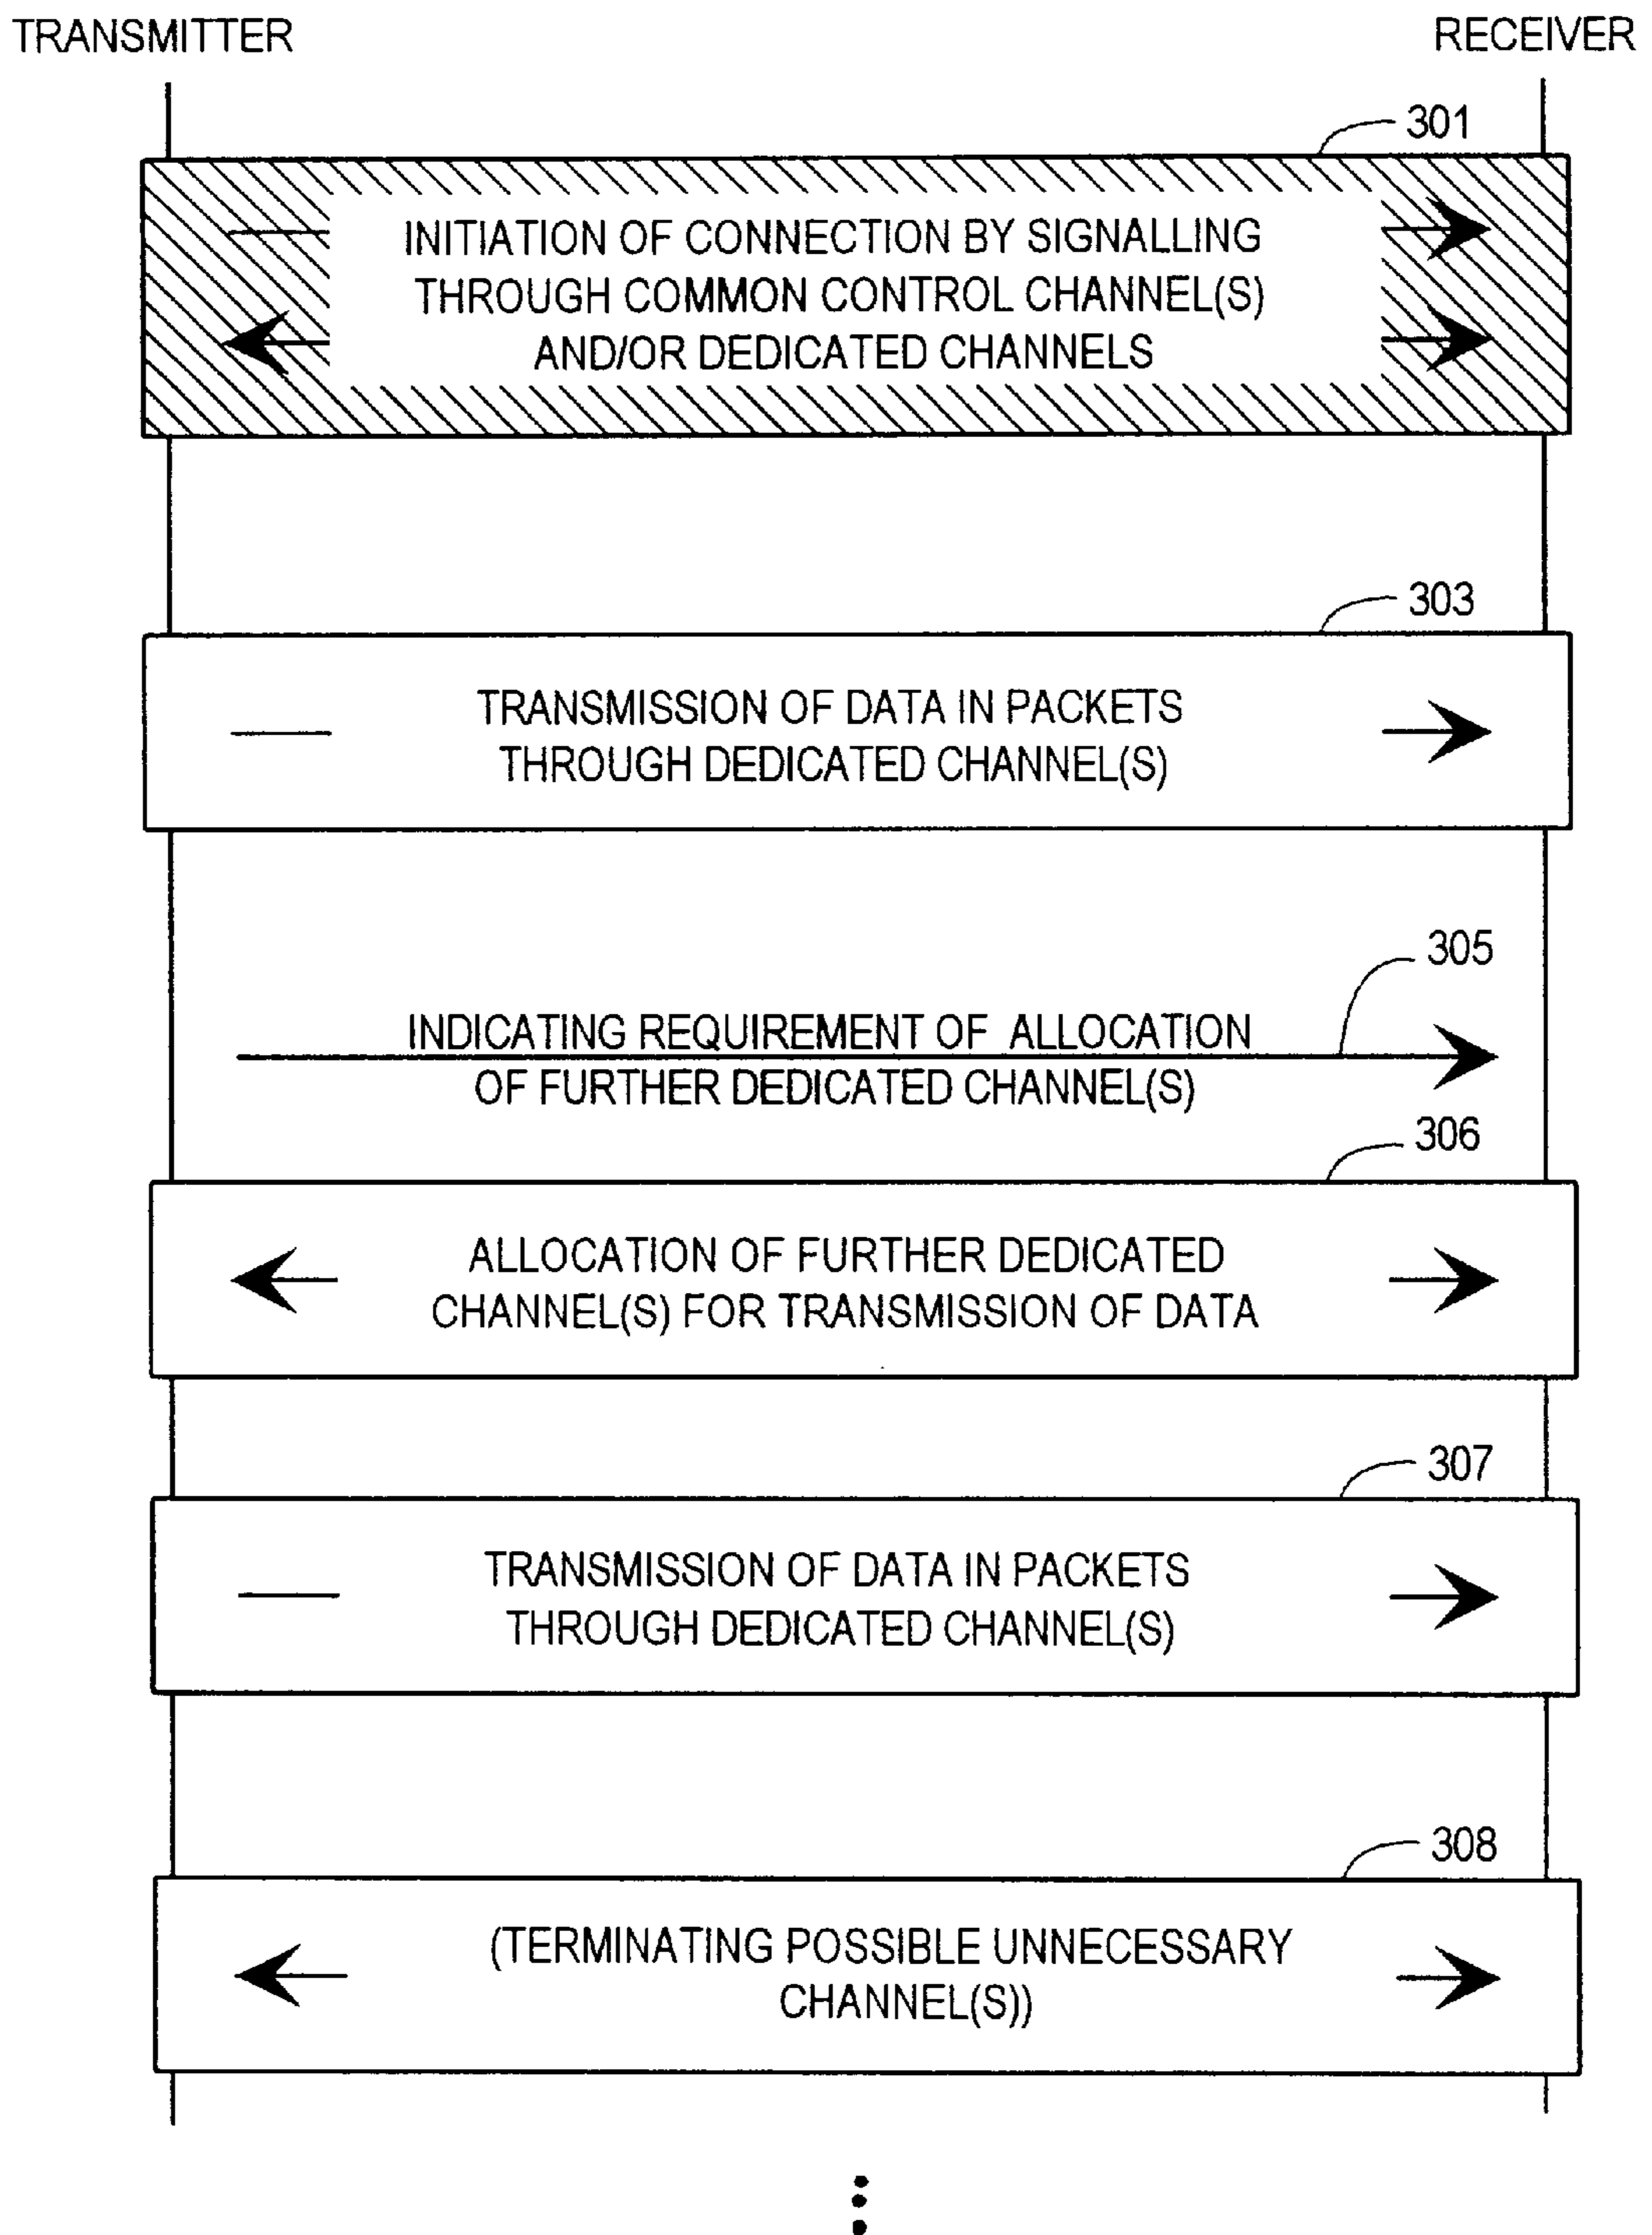 TRANSMITTER
RECEIVER
301
INITIATION OF CONNECTION BY SIGNALLING
THROUGH COMMON CONTROL CHANNEL(S)
AND/OR DEDICATED CHANNELS
303
TRANSMISSION OF DATA IN PACKETS
THROUGH DEDICATED CHANNEL(S)
305
INDICATING REQUIREMENT OF ALLOCATION
OF FURTHER DEDICATED CHANNEL(S)
306
ALLOCATION OF FURTHER DEDICATED
CHANNEL(S) FOR TRANSMISSION OF DATA
307
TRANSMISSION OF DATA IN PACKETS
THROUGH DEDICATED CHANNEL(S)
308
(TERMINATING POSSIBLE UNNECESSARY
CHANNEL(S))